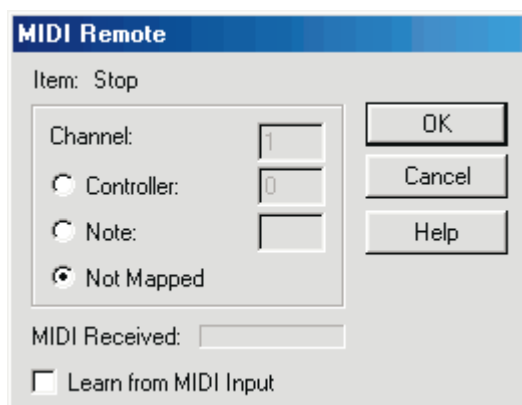 MIDI Remote
Item: Stop
Channel: 1
Controller: 0
Note:
Not Mapped
OK
Cancel
Help
MIDI Received:
Learn from MIDI Input